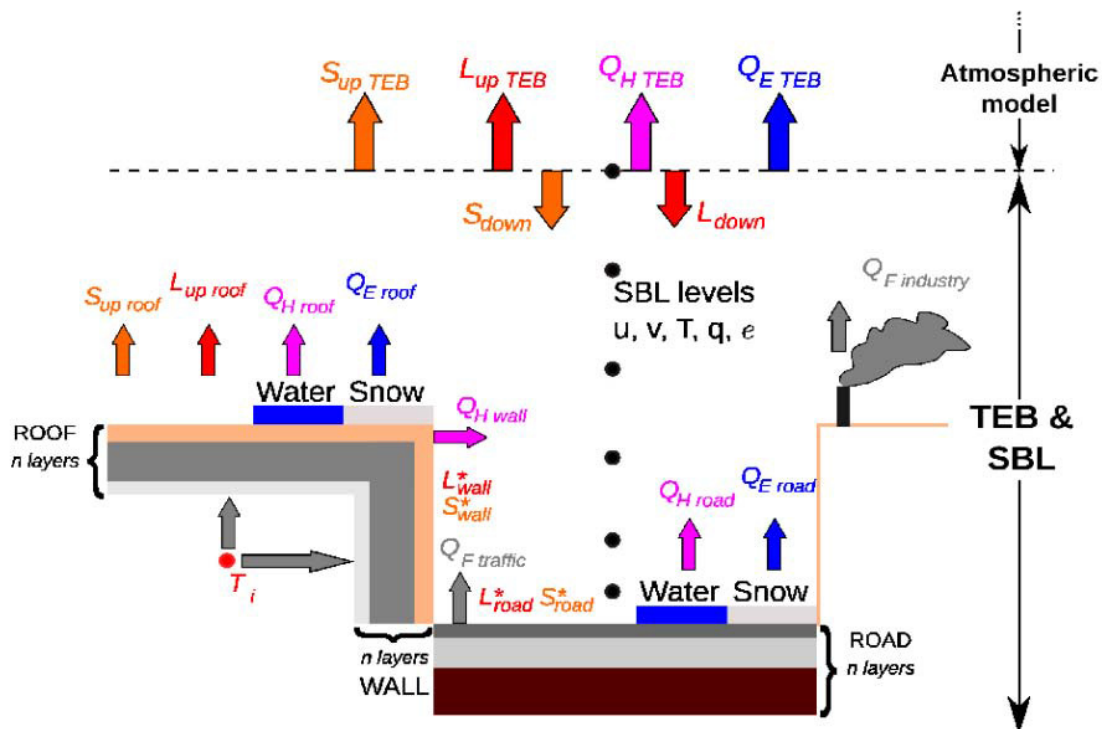 S up TEB
L up TEB
Q H TEB
Q E TEB
Atmospheric
model
S down
L down
S up roof
L up roof
Q H roof
Q E roof
SBL levels
u, v, T, q, e
Q F industry
Water
Snow
Q H wall
ROOF
n layers
TEB &
SBL
L* wall
S* wall
Q H road
Q E road
Q F traffic
T i
L* road
S* road
Water
Snow
ROAD
n layers
n layers
WALL